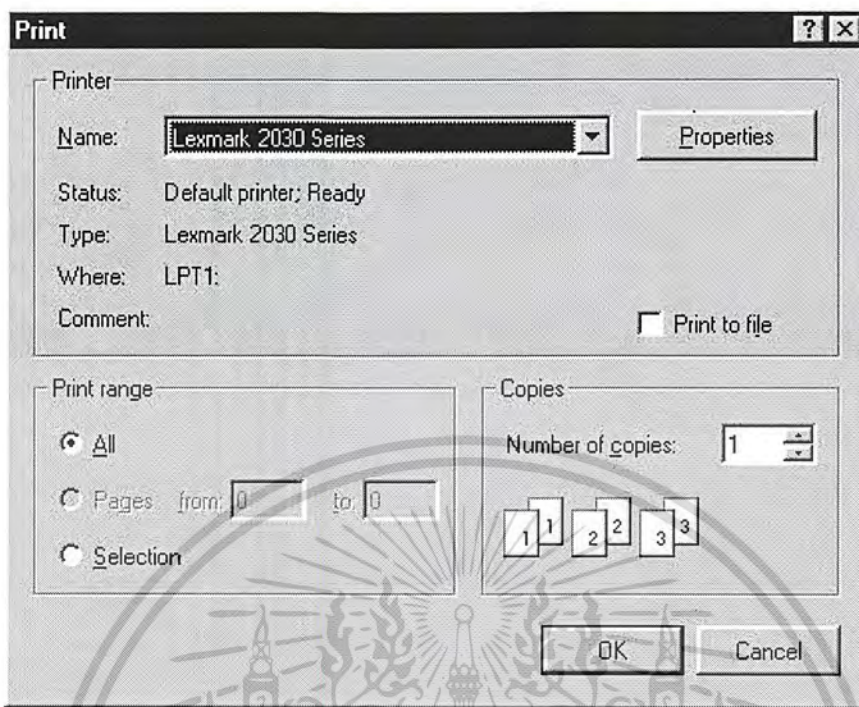 Print
Printer
Name: Lexmark 2030 Series Properties
Status: Default printer; Ready
Type: Lexmark 2030 Series
Where: LPT1:
Comment: Print to file
Print range
All
Pages from: 0 to: 0
Selection
Copies
Number of copies: 1
1 1 2 2 3 3
OK Cancel